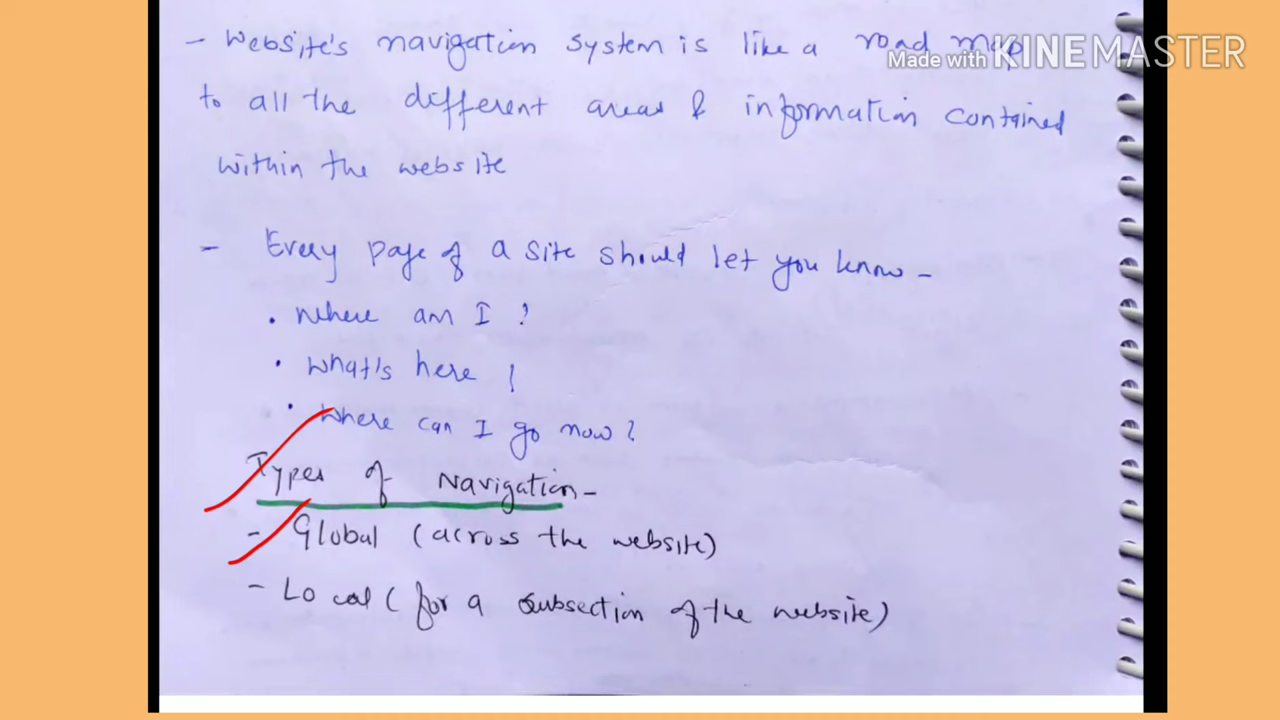 - Website's navigation system is like a road map
Made with KINEMASTER
to all the different areas & information contained
within the website
- Every page of a site should let you know -
. Where am I ?
. What's here ?
. Where can I go now ?
Types of Navigation -
- Global (across the website)
- Local (for a subsection of the website)